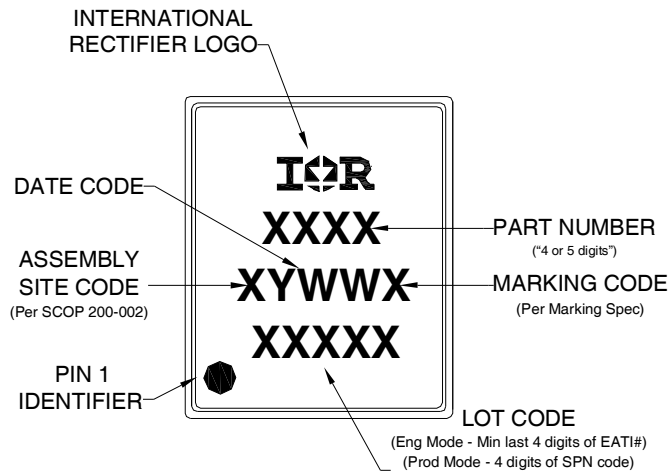 INTERNATIONAL
RECTIFIER LOGO
IOR
DATE CODE
XXXX
PART NUMBER
(“4 or 5 digits”)
ASSEMBLY
SITE CODE
(Per SCOP 200-002)
XYWWX
MARKING CODE
(Per Marking Spec)
XXXXX
PIN 1
IDENTIFIER
LOT CODE
(Eng Mode - Min last 4 digits of EATI#)
(Prod Mode - 4 digits of SPN code)